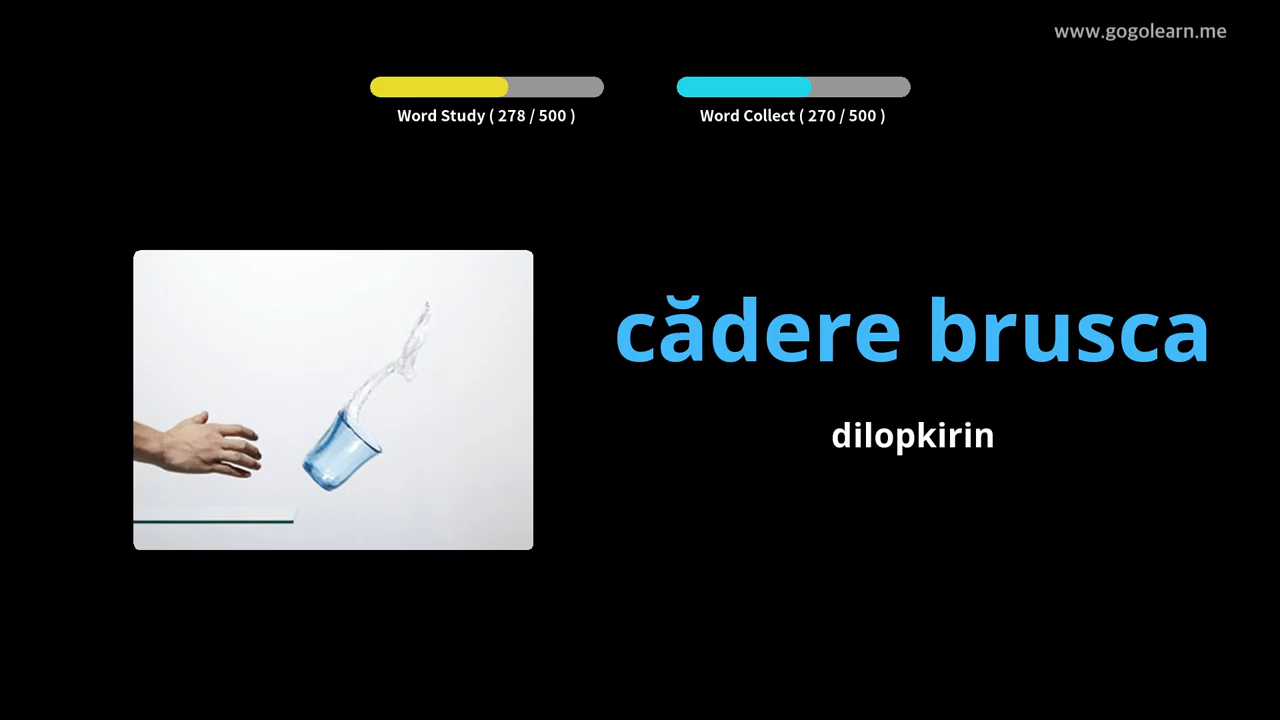 www.gogolearn.me
Word Study ( 278 / 500 )
Word Collect ( 270 / 500 )
cădere brusca
dilopkirin